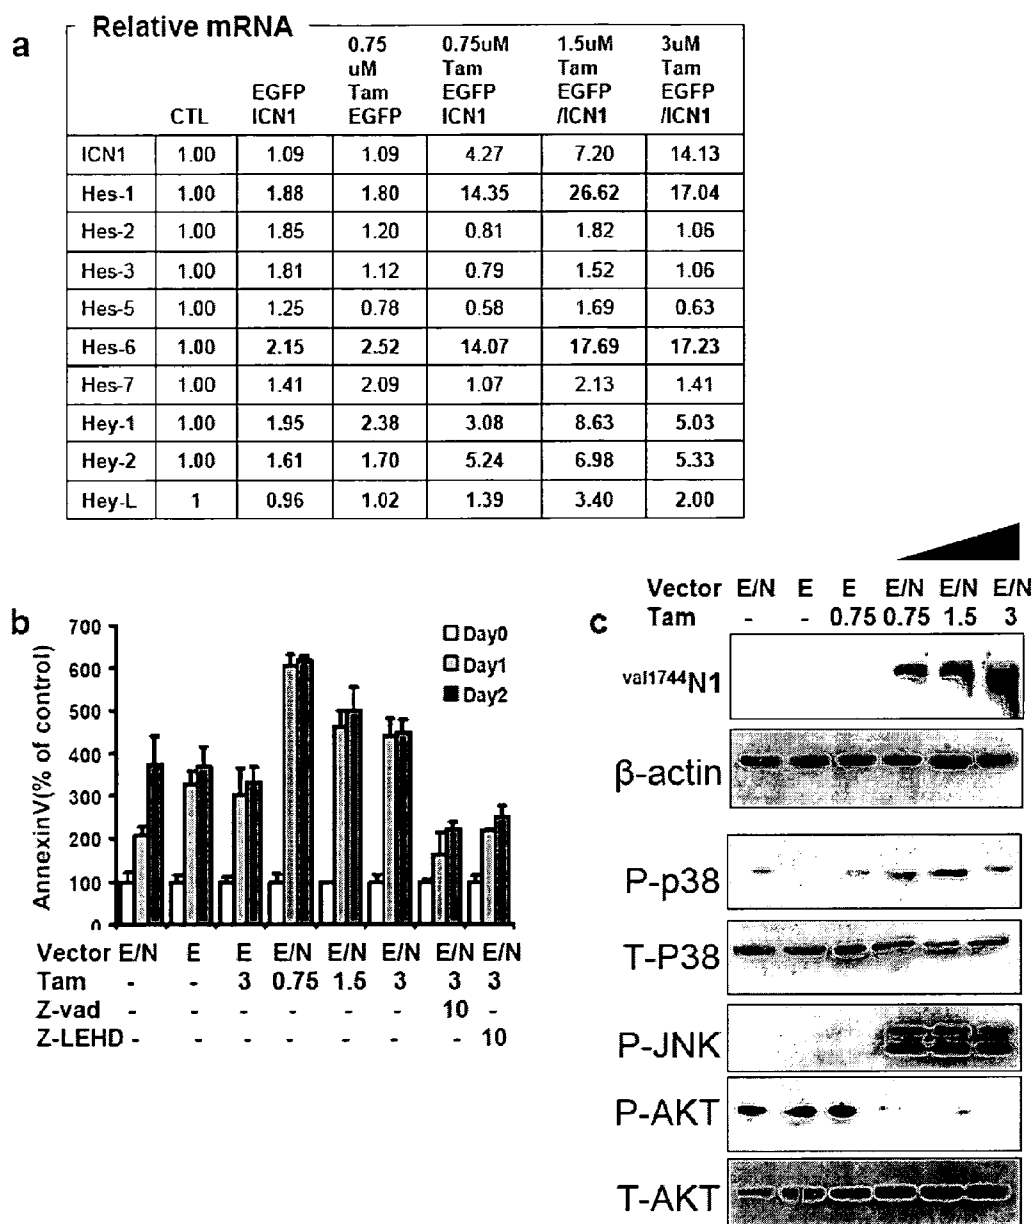 a
Relative mRNA
CTL | EGFP ICN1 | 0.75 uM Tam EGFP | 0.75uM Tam EGFP ICN1 | 1.5uM Tam EGFP /ICN1 | 3uM Tam EGFP /ICN1
ICN1 1.00 1.09 1.09 4.27 7.20 14.13
Hes-1 1.00 1.88 1.80 14.35 26.62 17.04
Hes-2 1.00 1.85 1.20 0.81 1.82 1.06
Hes-3 1.00 1.81 1.12 0.79 1.52 1.06
Hes-5 1.00 1.25 0.78 0.58 1.69 0.63
Hes-6 1.00 2.15 2.52 14.07 17.69 17.23
Hes-7 1.00 1.41 2.09 1.07 2.13 1.41
Hey-1 1.00 1.95 2.38 3.08 8.63 5.03
Hey-2 1.00 1.61 1.70 5.24 6.98 5.33
Hey-L 1 0.96 1.02 1.39 3.40 2.00
b
AnnexinV(% of control)
700
600
500
400
300
200
100
0
Day0
Day1
Day2
Vector E/N E E E/N E/N E/N E/N E/N
Tam - - 3 0.75 1.5 3 3 3
Z-vad - - - - - - 10 -
Z-LEHD - - - - - - - 10
c
Vector E/N E E E/N E/N E/N
Tam - - 0.75 0.75 1.5 3
val1744N1
β-actin
P-p38
T-P38
P-JNK
P-AKT
T-AKT